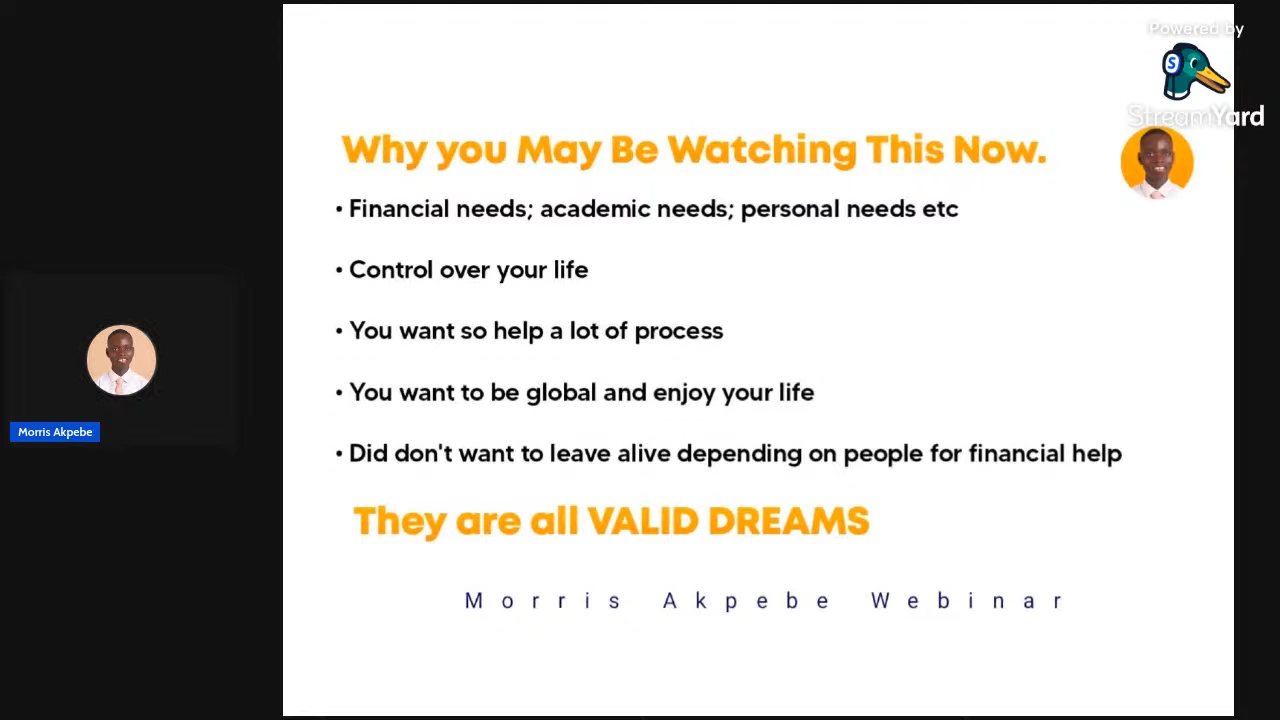 Powered by
StreamYard
Why you May Be Watching This Now.
• Financial needs; academic needs; personal needs etc
• Control over your life
• You want so help a lot of process
• You want to be global and enjoy your life
• Did don't want to leave alive depending on people for financial help
They are all VALID DREAMS
Morris Akpebe Webinar
Morris Akpebe